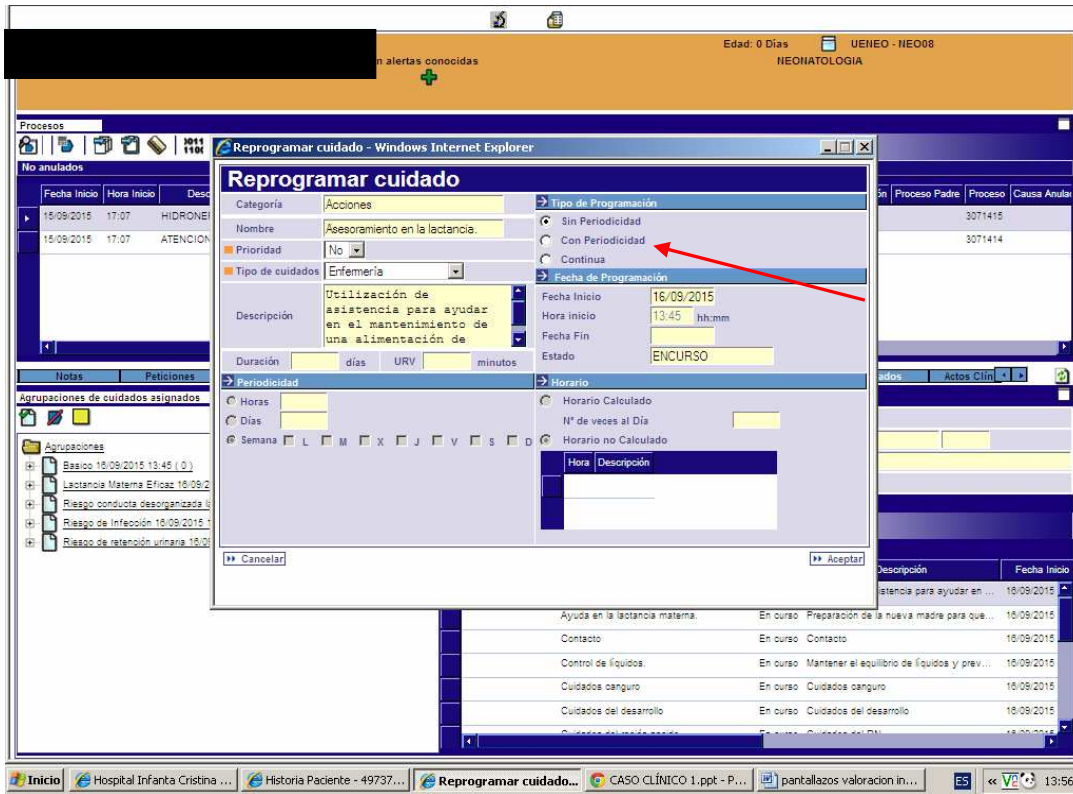 Edad: 0 Días UENEO - NEO08
n alertas conocidas NEONATOLOGIA
Procesos
No anulados
Reprogramar cuidado - Windows Internet Explorer
Reprogramar cuidado
Fecha Inicio Hora Inicio Desc
15/09/2015 17:07 HIDRONE
15/09/2015 17:07 ATENCION
ón Proceso Padre Proceso Causa Anula
3071415
3071414
Categoría Acciones
Nombre Asesoramiento en la lactancia.
Prioridad No
Tipo de cuidados Enfemería
Descripción
Utilización de
asistencia para ayudar
en el mantenimiento de
una alimentación de
Duración días URV minutos
Tipo de Programación
Sin Periodicidad
Con Periodicidad
Continua
Fecha de Programación
Fecha Inicio 16/09/2015
Hora inicio 13:45 hh:mm
Fecha Fin
Estado ENCURSO
Periodicidad
Horas
Días
Semana L M X J V S D
Horario
Horario Calculado
Nº de veces al Día
Horario no Calculado
Hora Descripción
Cancelar Aceptar
Notas Peticiones ados Actos Clín
Agrupaciones de cuidados asignados
Agrupaciones
Basico 16/09/2015 13:45 ( 0 )
Lactancia Materna Eficaz 16/09/2
Riesgo conducta desorganizada
Riesgo de Infección 16/09/2015 1
Riesgo de retención urinaria 16/0
Descripción Fecha Inicio
istencia para ayudar en ... 16/09/2015
Ayuda en la lactancia materna. En curso Preparación de la nueva madre para que... 16/09/2015
Contacto En curso Contacto 16/09/2015
Control de líquidos. En curso Mantener el equilibrio de líquidos y prev... 16/09/2015
Cuidados canguro En curso Cuidados canguro 16/09/2015
Cuidados del desarrollo En curso Cuidados del desarrollo 16/09/2015
Inicio Hospital Infanta Cristina ... Historia Paciente - 49737... Reprogramar cuidado... CASO CLÍNICO 1.ppt - P... pantallazos valoracion in... ES « 13:56